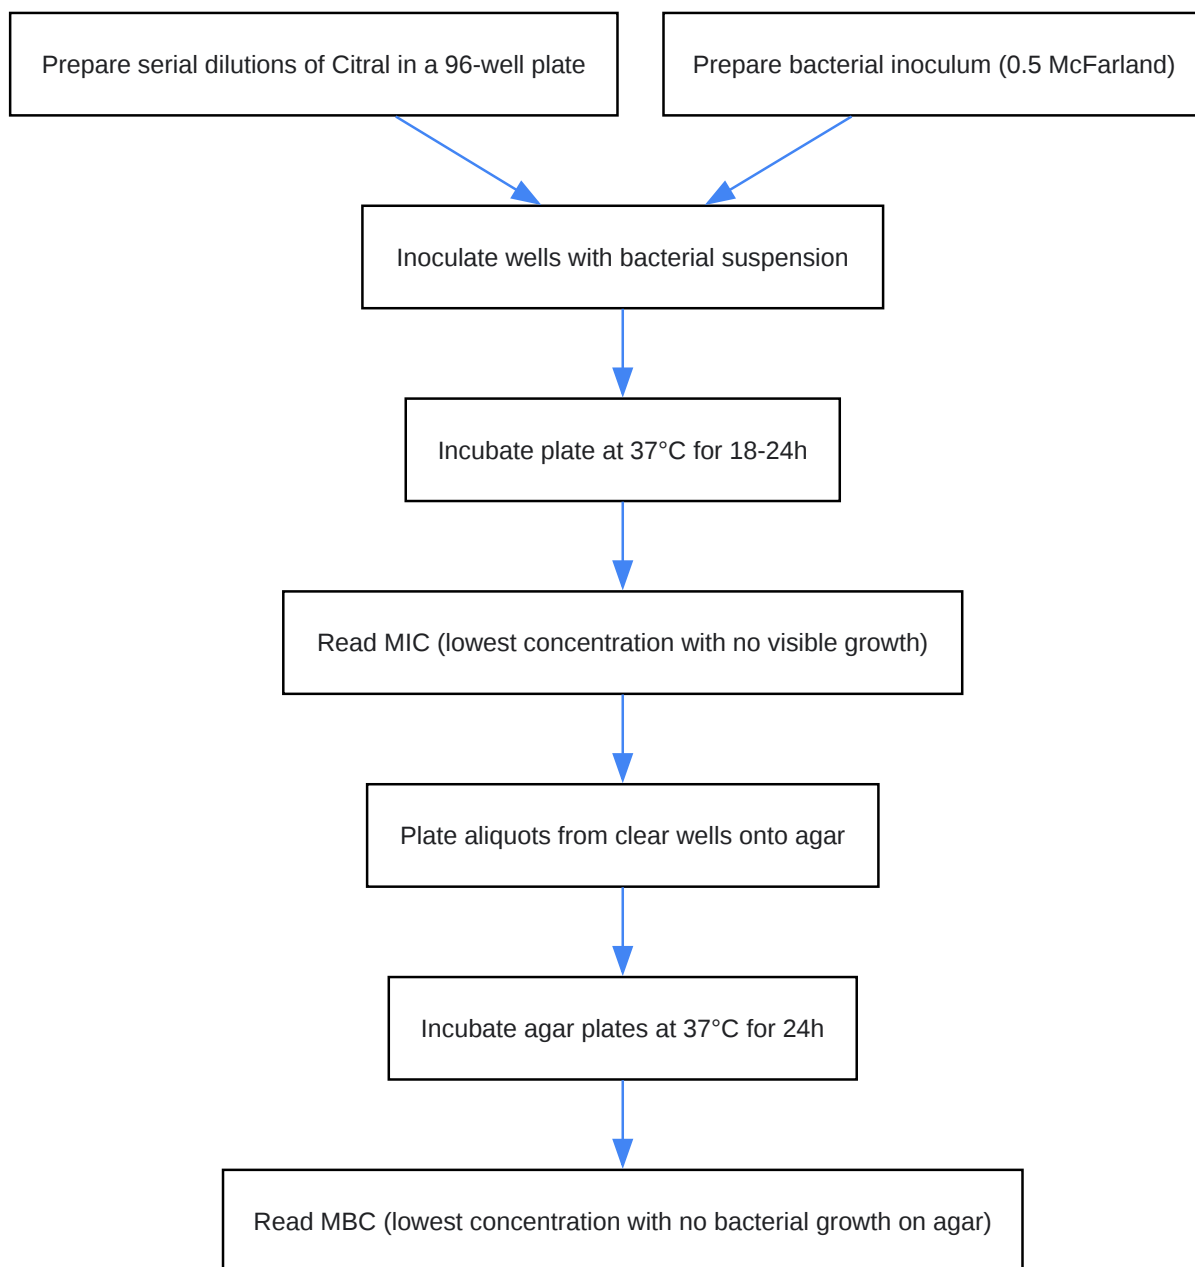 Prepare serial dilutions of Citral in a 96-well plate
Prepare bacterial inoculum (0.5 McFarland)
Inoculate wells with bacterial suspension
Incubate plate at 37°C for 18-24h
Read MIC (lowest concentration with no visible growth)
Plate aliquots from clear wells onto agar
Incubate agar plates at 37°C for 24h
Read MBC (lowest concentration with no bacterial growth on agar)